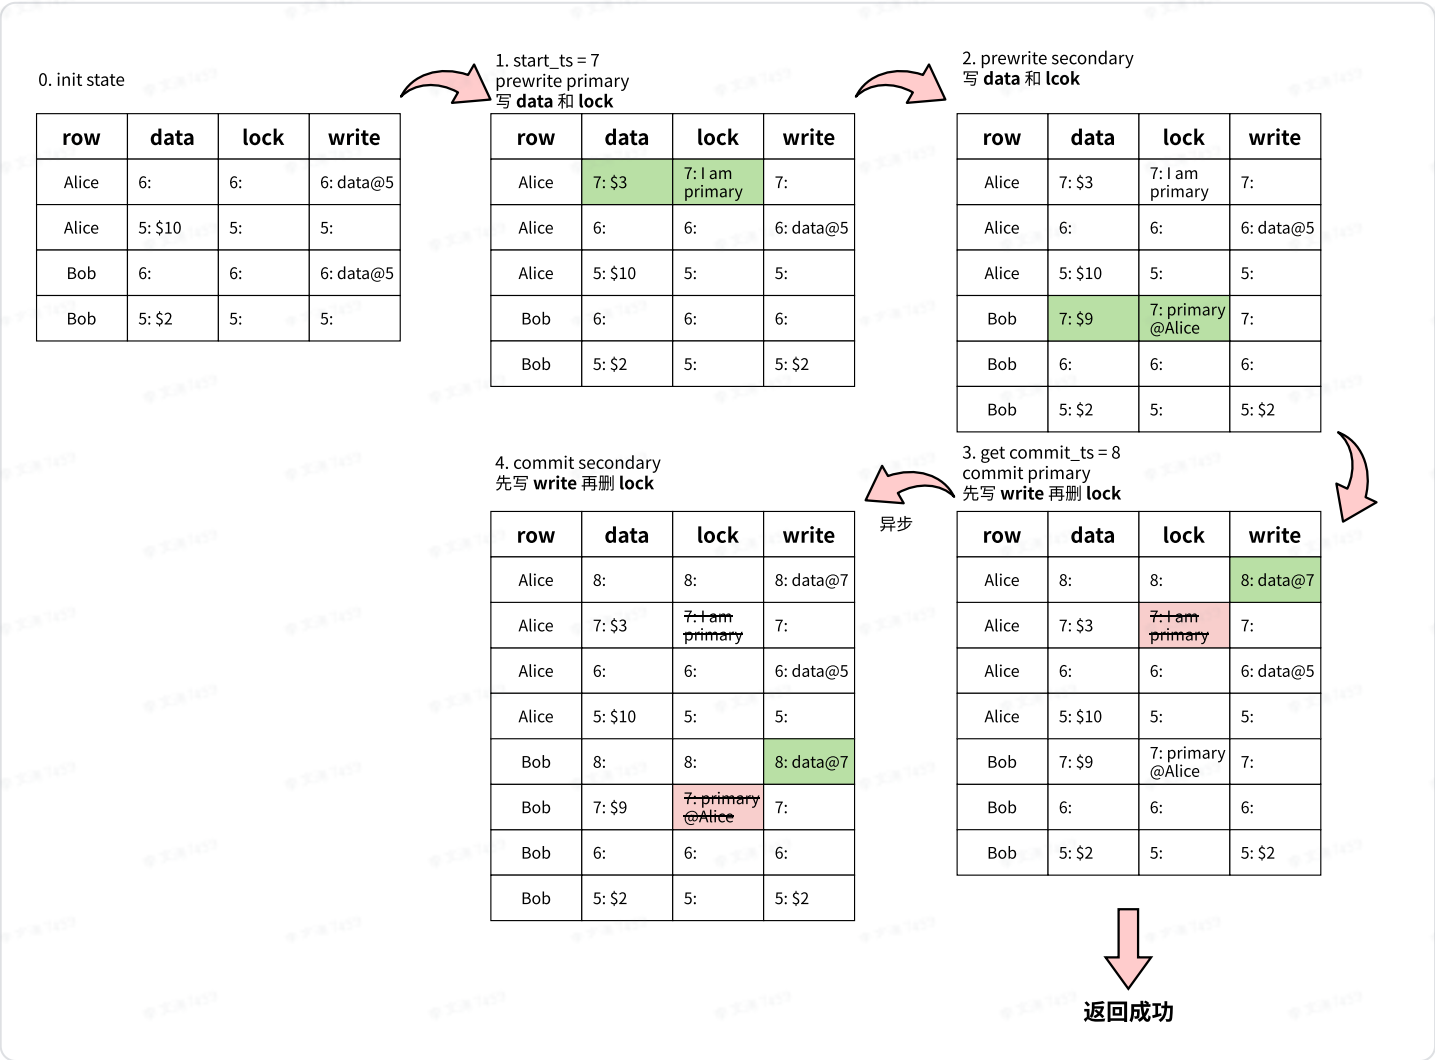 0. init state
row data lock write
Alice 6: 6: 6: data@5
Alice 5: $10 5: 5:
Bob 6: 6: 6: data@5
Bob 5: $2 5: 5:
1. start_ts = 7
prewrite primary
写 data 和 lock
row data lock write
Alice 7: $3 7: I am primary 7:
Alice 6: 6: 6: data@5
Alice 5: $10 5: 5:
Bob 6: 6: 6:
Bob 5: $2 5: 5: $2
2. prewrite secondary
写 data 和 lcok
row data lock write
Alice 7: $3 7: I am primary 7:
Alice 6: 6: 6: data@5
Alice 5: $10 5: 5:
Bob 7: $9 7: primary @Alice 7:
Bob 6: 6: 6:
Bob 5: $2 5: 5: $2
3. get commit_ts = 8
commit primary
先写 write 再删 lock
row data lock write
Alice 8: 8: 8: data@7
Alice 7: $3 7: I am primary 7:
Alice 6: 6: 6: data@5
Alice 5: $10 5: 5:
Bob 7: $9 7: primary @Alice 7:
Bob 6: 6: 6:
Bob 5: $2 5: 5: $2
返回成功
异步
4. commit secondary
先写 write 再删 lock
row data lock write
Alice 8: 8: 8: data@7
Alice 7: $3 7: I am primary 7:
Alice 6: 6: 6: data@5
Alice 5: $10 5: 5:
Bob 8: 8: 8: data@7
Bob 7: $9 7: primary @Alice 7:
Bob 6: 6: 6:
Bob 5: $2 5: 5: $2